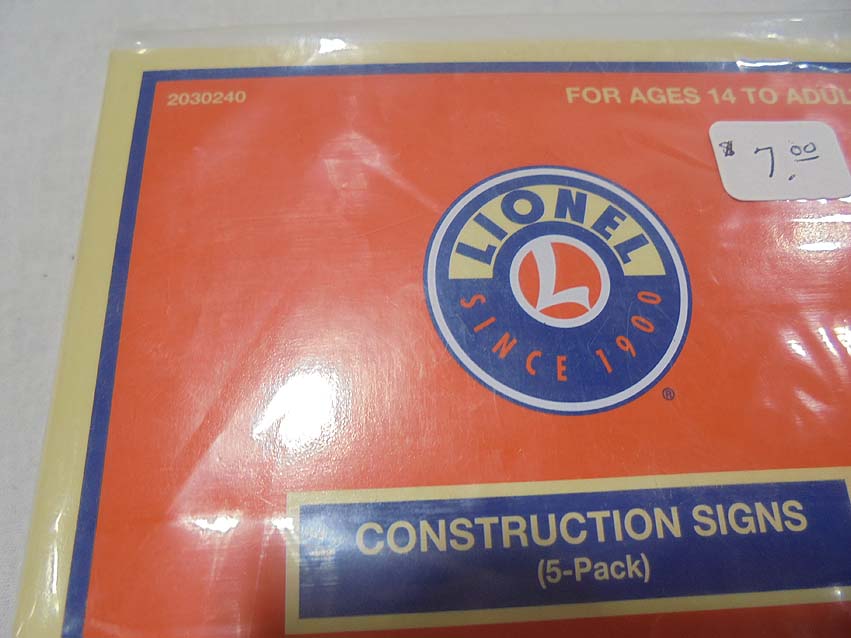 2030240
FOR AGES 14 TO ADUL
$ 7.00
LIONEL
L
SINCE 1900
®
CONSTRUCTION SIGNS
(5-Pack)